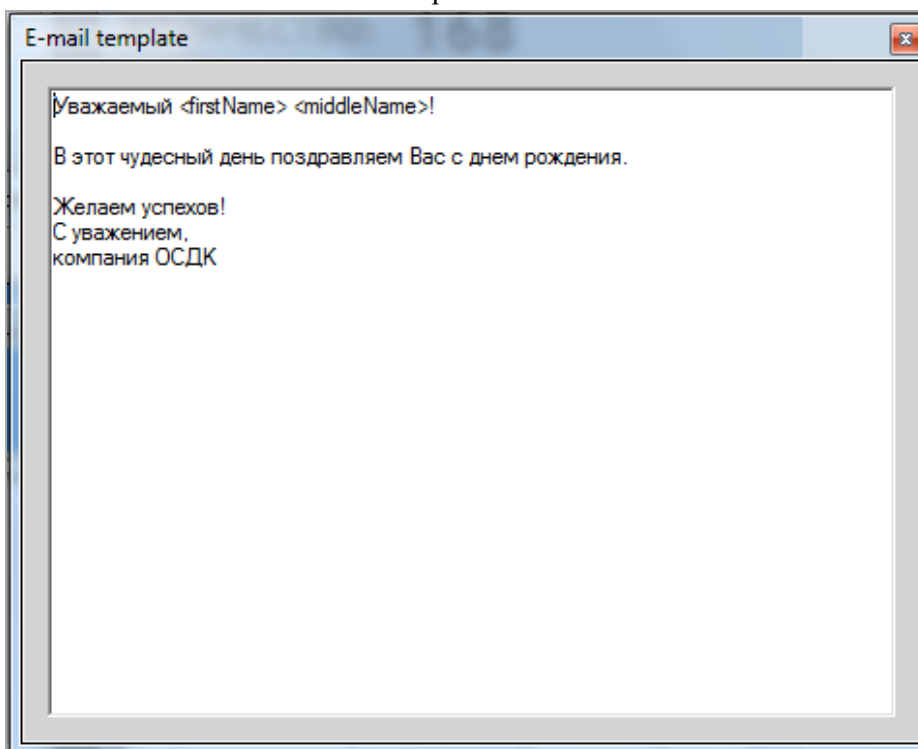 E-mail template
Уважаемый <firstName> <middleName>!
В этот чудесный день поздравляем Вас с днем рождения.
Желаем успехов!
С уважением,
компания ОСДК